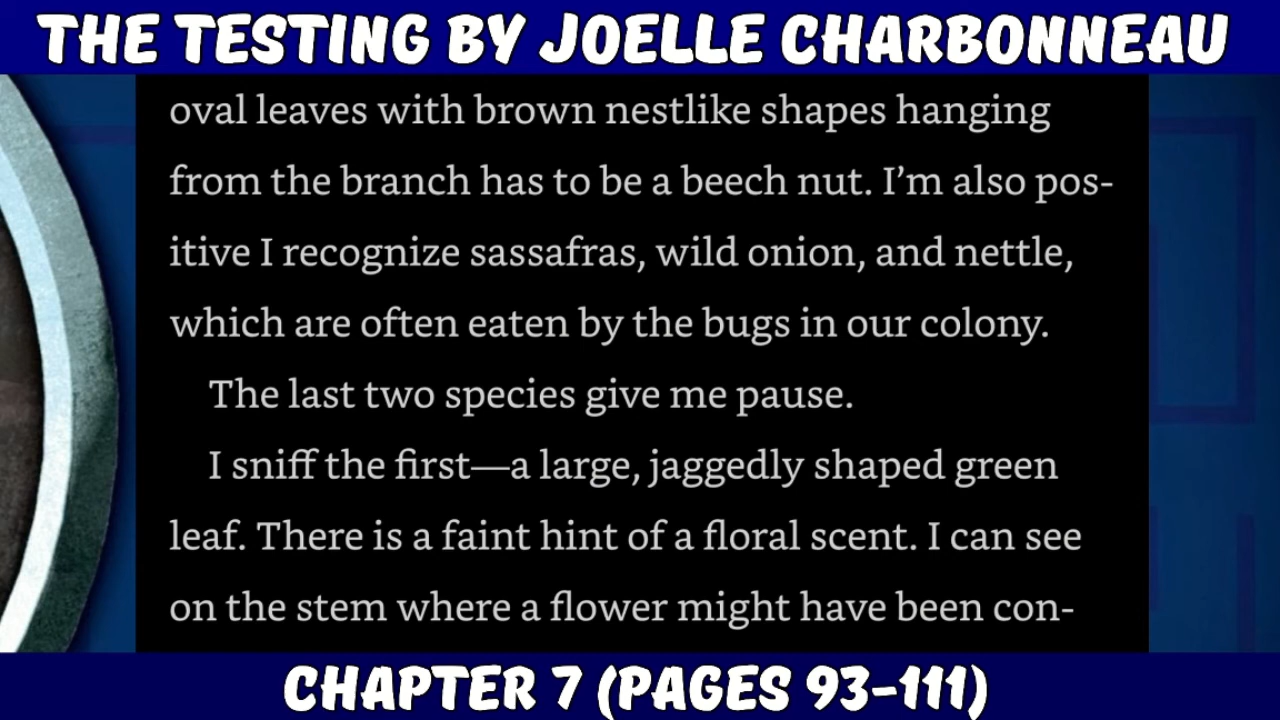 THE TESTING BY JOELLE CHARBONNEAU
oval leaves with brown nestlike shapes hanging
from the branch has to be a beech nut. I’m also pos-
itive I recognize sassafras, wild onion, and nettle,
which are often eaten by the bugs in our colony.
The last two species give me pause.
I sniff the first—a large, jaggedly shaped green
leaf. There is a faint hint of a floral scent. I can see
on the stem where a flower might have been con-
CHAPTER 7 (PAGES 93-111)